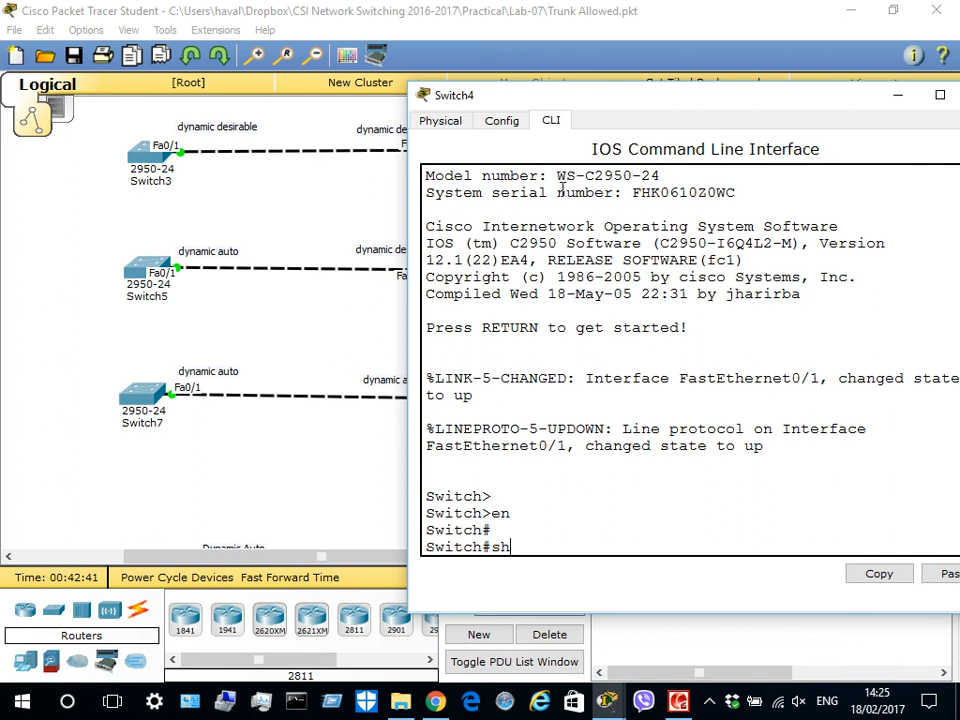 Cisco Packet Tracer Student - C:\Users\haval\Dropbox\CSI Network Switching 2016-2017\Practical\Lab-07\Trunk Allowed.pkt
File Edit Options View Tools Extensions Help
Logical
[Root]
New Cluster
Switch4
Physical Config CLI
IOS Command Line Interface
Model number: WS-C2950-24
System serial number: FHK0610Z0WC
Cisco Internetwork Operating System Software
IOS (tm) C2950 Software (C2950-I6Q4L2-M), Version
12.1(22)EA4, RELEASE SOFTWARE(fc1)
Copyright (c) 1986-2005 by cisco Systems, Inc.
Compiled Wed 18-May-05 22:31 by jharirba
Press RETURN to get started!
%LINK-5-CHANGED: Interface FastEthernet0/1, changed state
to up
%LINEPROTO-5-UPDOWN: Line protocol on Interface
FastEthernet0/1, changed state to up
Switch>
Switch>en
Switch#
Switch#sh
Copy
Pas
dynamic desirable
dynamic de
Fa0/1
F
2950-24
Switch3
dynamic auto
dynamic de
Fa0/1
Fa
2950-24
Switch5
dynamic auto
dynamic a
Fa0/1
2950-24
Switch7
Time: 00:42:41 Power Cycle Devices Fast Forward Time
Routers
1841 1941 2620XM 2621XM 2811 2901 29
2811
New Delete
Toggle PDU List Window
ENG
14:25
18/02/2017